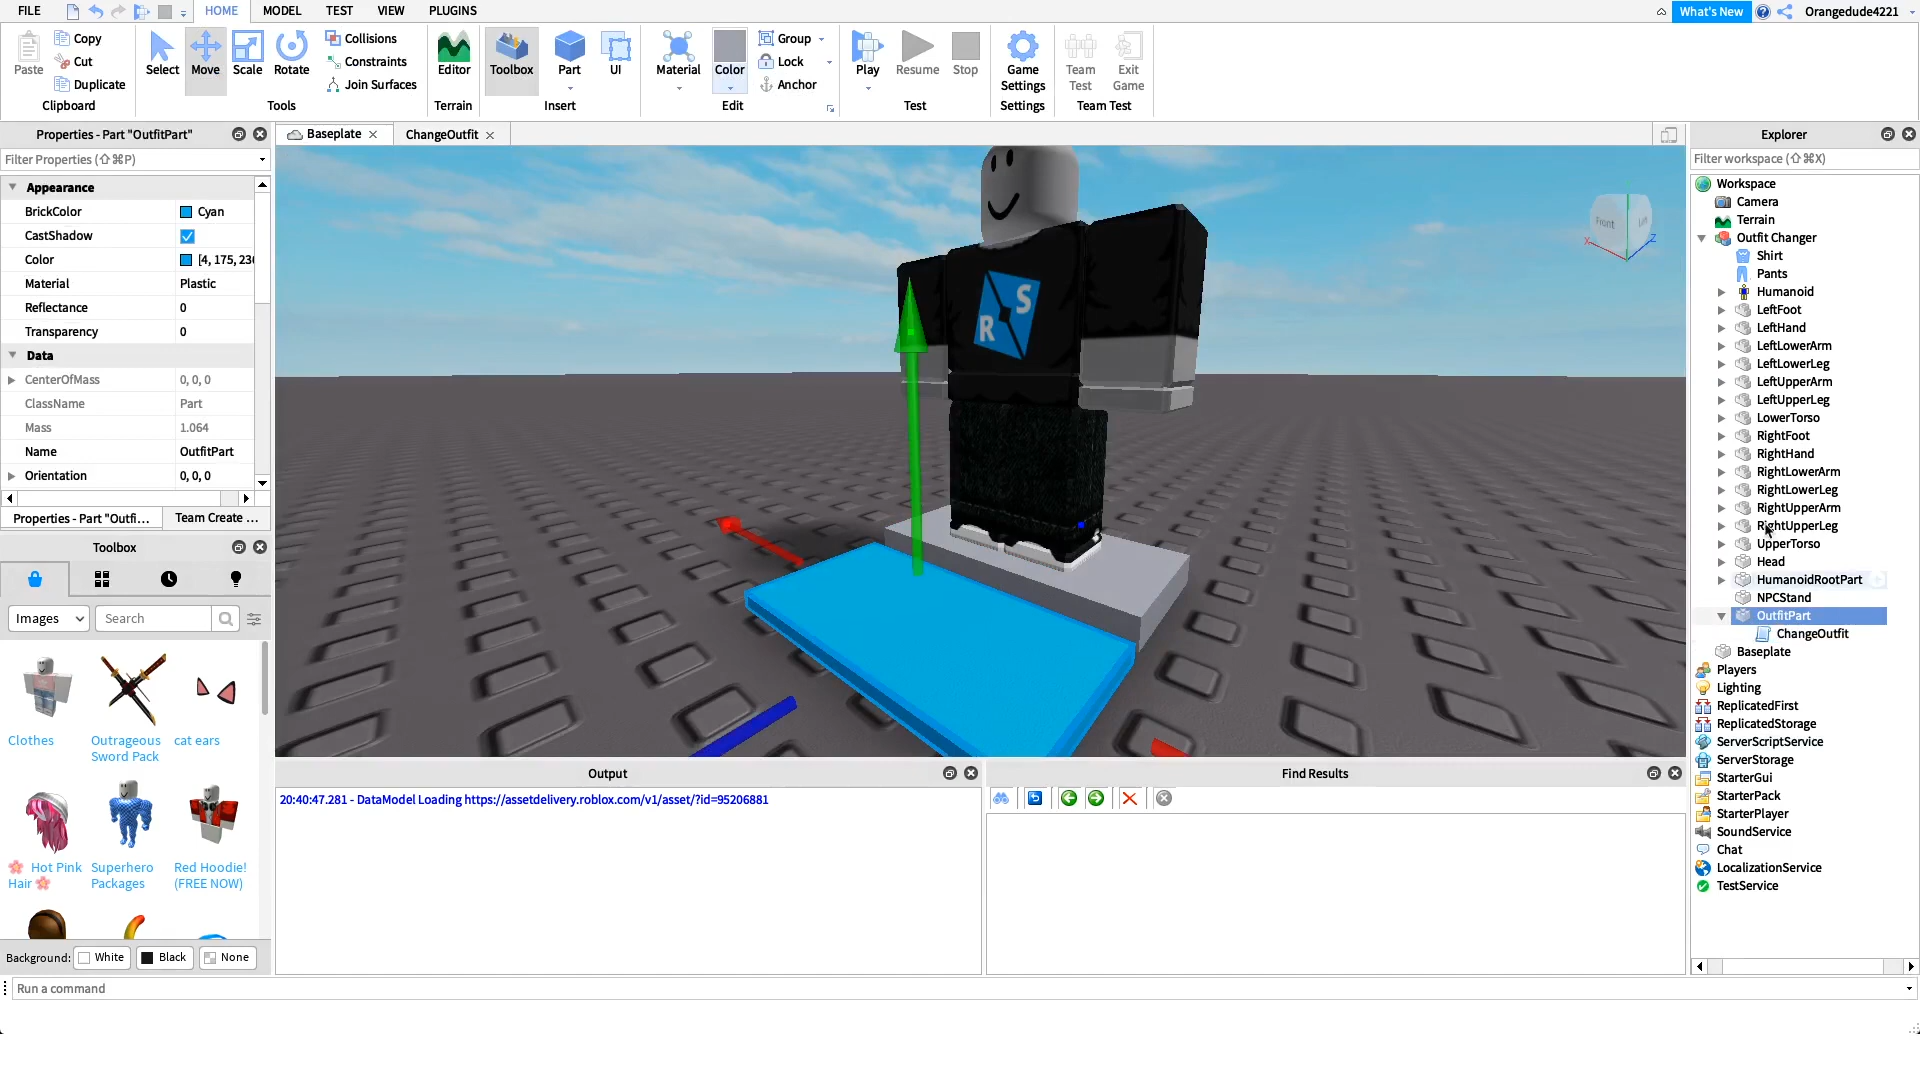 FILE
HOME
MODEL
TEST
VIEW
PLUGINS
What's New
Orangedude4221
Paste
Copy
Cut
Duplicate
Clipboard
Select
Move
Scale
Rotate
Collisions
Constraints
Join Surfaces
Tools
Editor
Terrain
Toolbox
Part
UI
Insert
Material
Color
Group
Lock
Anchor
Edit
Play
Resume
Stop
Test
Game
Settings
Settings
Team
Test
Exit
Game
Team Test
Properties - Part "OutfitPart"
Filter Properties (⇧⌘P)
Appearance
BrickColor Cyan
CastShadow
Color [4, 175, 236
Material Plastic
Reflectance 0
Transparency 0
Data
CenterOfMass 0, 0, 0
ClassName Part
Mass 1.064
Name OutfitPart
Orientation 0, 0, 0
Properties - Part "Outfi...
Team Create ...
Toolbox
Images
Search
Clothes
Outrageous
Sword Pack
cat ears
🌸 Hot Pink
Hair 🌸
Superhero
Packages
Red Hoodie!
(FREE NOW)
Background:
White
Black
None
Baseplate
ChangeOutfit
R S
Front
Left
X
Z
Output
20:40:47.281 - DataModel Loading https://assetdelivery.roblox.com/v1/asset/?id=95206881
Find Results
Explorer
Filter workspace (⇧⌘X)
Workspace
Camera
Terrain
Outfit Changer
Shirt
Pants
Humanoid
LeftFoot
LeftHand
LeftLowerArm
LeftLowerLeg
LeftUpperArm
LeftUpperLeg
LowerTorso
RightFoot
RightHand
RightLowerArm
RightLowerLeg
RightUpperArm
RightUpperLeg
UpperTorso
Head
HumanoidRootPart
NPCStand
OutfitPart
ChangeOutfit
Baseplate
Players
Lighting
ReplicatedFirst
ReplicatedStorage
ServerScriptService
ServerStorage
StarterGui
StarterPack
StarterPlayer
SoundService
Chat
LocalizationService
TestService
Run a command